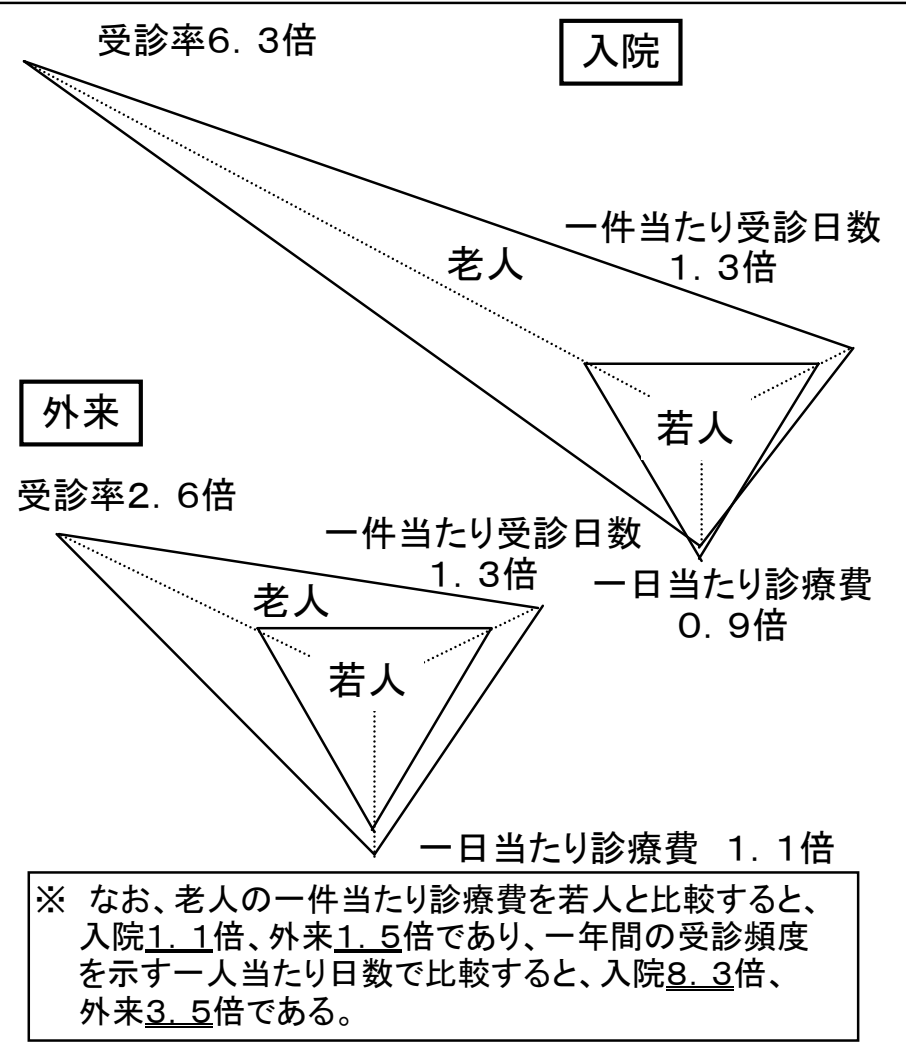 受診率6．3倍
入院
一件当たり受診日数
1．3倍
老人
若人
一日当たり診療費
0．9倍
外来
受診率2．6倍
一件当たり受診日数
1．3倍
老人
若人
一日当たり診療費　1．1倍
※　なお、老人の一件当たり診療費を若人と比較すると、
入院1．1倍、外来1．5倍であり、一年間の受診頻度
を示す一人当たり日数で比較すると、入院8．3倍、
外来3．5倍である。